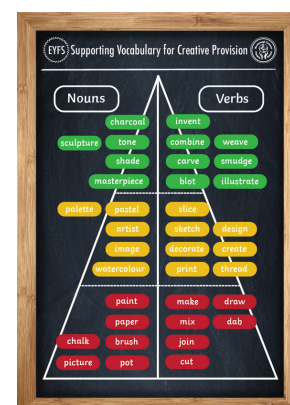 EYFS Supporting Vocabulary for Creative Provision
Nouns Verbs
charcoal invent
sculpture tone combine weave
shade carve smudge
masterpiece blot illustrate
palette pastel slice
artist sketch design
image decorate create
watercolour print thread
paint make draw
paper mix dab
chalk brush join
picture pot cut